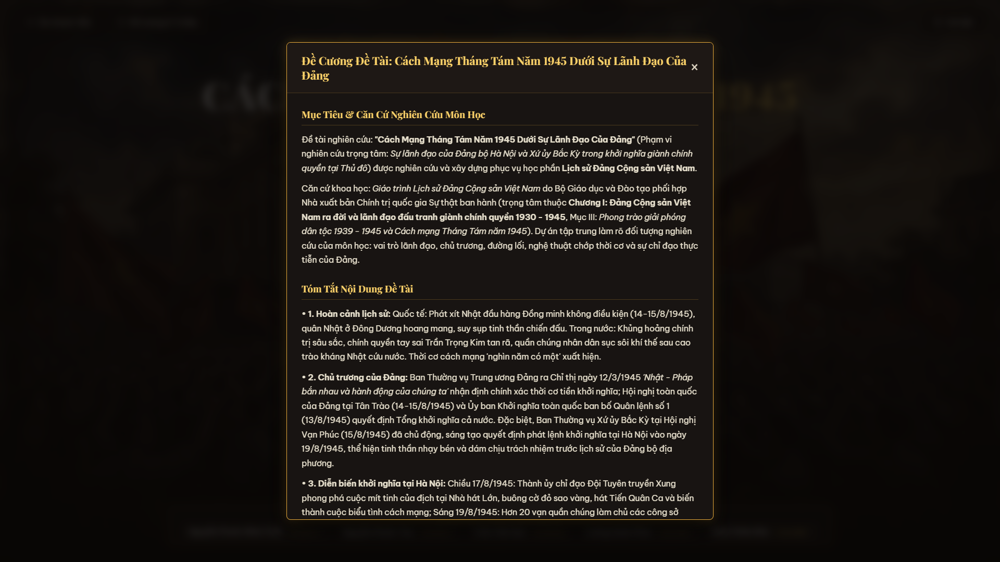 Đề Cương Đề Tài: Cách Mạng Tháng Tám Năm 1945 Dưới Sự Lãnh Đạo Của
Đảng
×
Mục Tiêu & Căn Cứ Nghiên Cứu Môn Học
Đề tài nghiên cứu: "Cách Mạng Tháng Tám Năm 1945 Dưới Sự Lãnh Đạo Của Đảng" (Phạm vi
nghiên cứu trọng tâm: Sự lãnh đạo của Đảng bộ Hà Nội và Xứ ủy Bắc Kỳ trong khởi nghĩa giành chính
quyền tại Thủ đô) được nghiên cứu và xây dựng phục vụ học phần Lịch sử Đảng Cộng sản Việt Nam.
Căn cứ khoa học: Giáo trình Lịch sử Đảng Cộng sản Việt Nam do Bộ Giáo dục và Đào tạo phối hợp
Nhà xuất bản Chính trị quốc gia Sự thật ban hành (trọng tâm thuộc Chương I: Đảng Cộng sản Việt
Nam ra đời và lãnh đạo đấu tranh giành chính quyền 1930 - 1945, Mục III: Phong trào giải phóng
dân tộc 1939 - 1945 và Cách mạng Tháng Tám năm 1945). Dự án tập trung làm rõ đối tượng nghiên
cứu của môn học: vai trò lãnh đạo, chủ trương, đường lối, nghệ thuật chớp thời cơ và sự chỉ đạo thực
tiễn của Đảng.
Tóm Tắt Nội Dung Đề Tài
• 1. Hoàn cảnh lịch sử: Quốc tế: Phát xít Nhật đầu hàng Đồng minh không điều kiện (14-15/8/1945),
quân Nhật ở Đông Dương hoang mang, suy sụp tinh thần chiến đấu. Trong nước: Khủng hoảng chính
trị sâu sắc, chính quyền tay sai Trần Trọng Kim tan rã, quần chúng nhân dân sục sôi khí thế sau cao
trào kháng Nhật cứu nước. Thời cơ cách mạng 'nghìn năm có một' xuất hiện.
• 2. Chủ trương của Đảng: Ban Thường vụ Trung ương Đảng ra Chỉ thị ngày 12/3/1945 'Nhật - Pháp
bắn nhau và hành động của chúng ta' nhận định chính xác thời cơ tiền khởi nghĩa; Hội nghị toàn quốc
của Đảng tại Tân Trào (14-15/8/1945) và Ủy ban Khởi nghĩa toàn quốc ban bố Quân lệnh số 1
(13/8/1945) quyết định Tổng khởi nghĩa cả nước. Đặc biệt, Ban Thường vụ Xứ ủy Bắc Kỳ tại Hội nghị
Vạn Phúc (15/8/1945) đã chủ động, sáng tạo quyết định phát lệnh khởi nghĩa tại Hà Nội vào ngày
19/8/1945, thể hiện tinh thần nhạy bén và dám chịu trách nhiệm trước lịch sử của Đảng bộ địa
phương.
• 3. Diễn biến khởi nghĩa tại Hà Nội: Chiều 17/8/1945: Thành ủy chỉ đạo Đội Tuyên truyền Xung
phong phá cuộc mít tinh của địch tại Nhà hát Lớn, buông cờ đỏ sao vàng, hát Tiến Quân Ca và biến
thành cuộc biểu tình cách mạng; Sáng 19/8/1945: Hơn 20 vạn quần chúng làm chủ các công sở
CÁC
1945